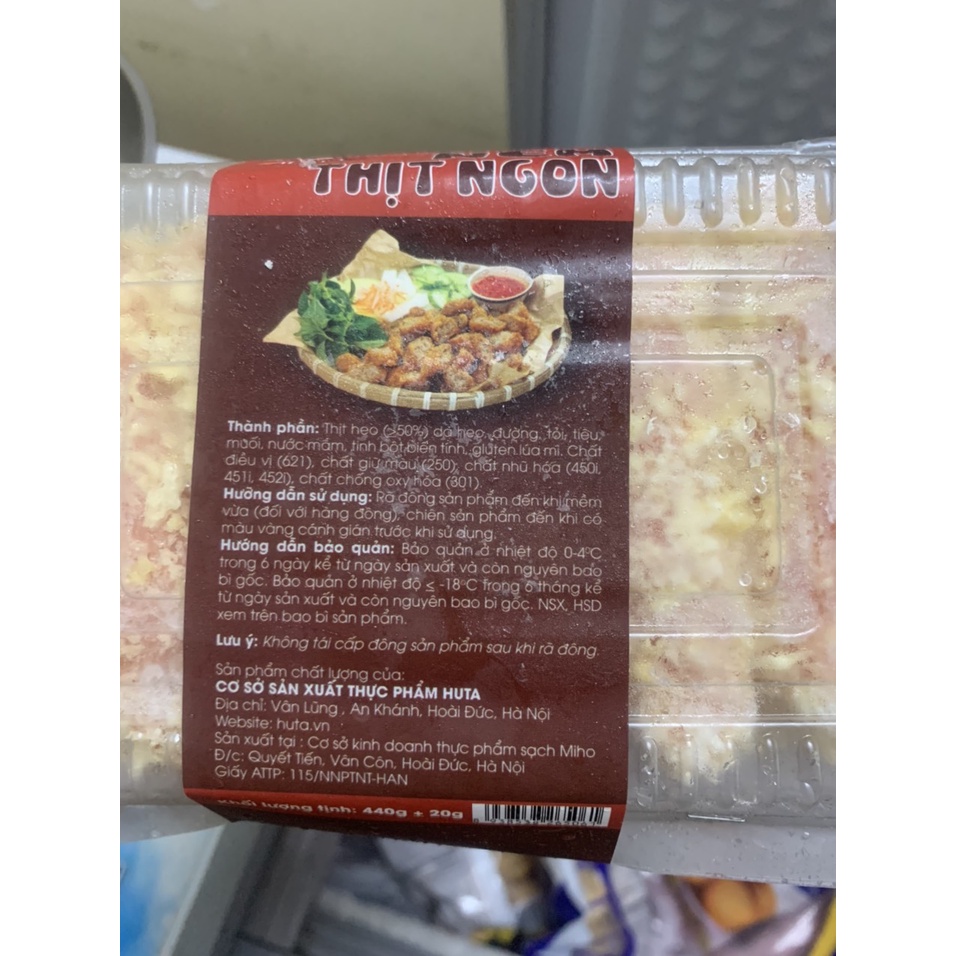 THỊT NGON
Thành phần: Thịt heo (>50%) da heo, đường, tỏi, tiêu,
muối, nước mắm, tinh bột biến tính, gluten lúa mì. Chất
điều vị (621), chất giữ màu (250), chất nhũ hóa (450i,
451i, 452i), chất chống oxy hóa (301).
Hướng dẫn sử dụng: Rã đông sản phẩm đến khi mềm
vừa (đối với hàng đông), chiên sản phẩm đến khi có
màu vàng cánh gián trước khi sử dụng.
Hướng dẫn bảo quản: Bảo quản ở nhiệt độ 0-4°C
trong 6 ngày kể từ ngày sản xuất và còn nguyên bao
bì gốc. Bảo quản ở nhiệt độ ≤ -18°C trong 6 tháng kể
từ ngày sản xuất và còn nguyên bao bì gốc. NSX, HSD
xem trên bao bì sản phẩm.
Lưu ý: Không tái cấp đông sản phẩm sau khi rã đông.
Sản phẩm chất lượng của:
CƠ SỞ SẢN XUẤT THỰC PHẨM HUTA
Địa chỉ: Vân Lũng , An Khánh, Hoài Đức, Hà Nội
Website: huta.vn
Sản xuất tại : Cơ sở kinh doanh thực phẩm sạch Miho
Đ/c: Quyết Tiến, Vân Côn, Hoài Đức, Hà Nội
Giấy ATTP: 115/NNPTNT-HAN
Khối lượng tịnh: 440g ± 20g